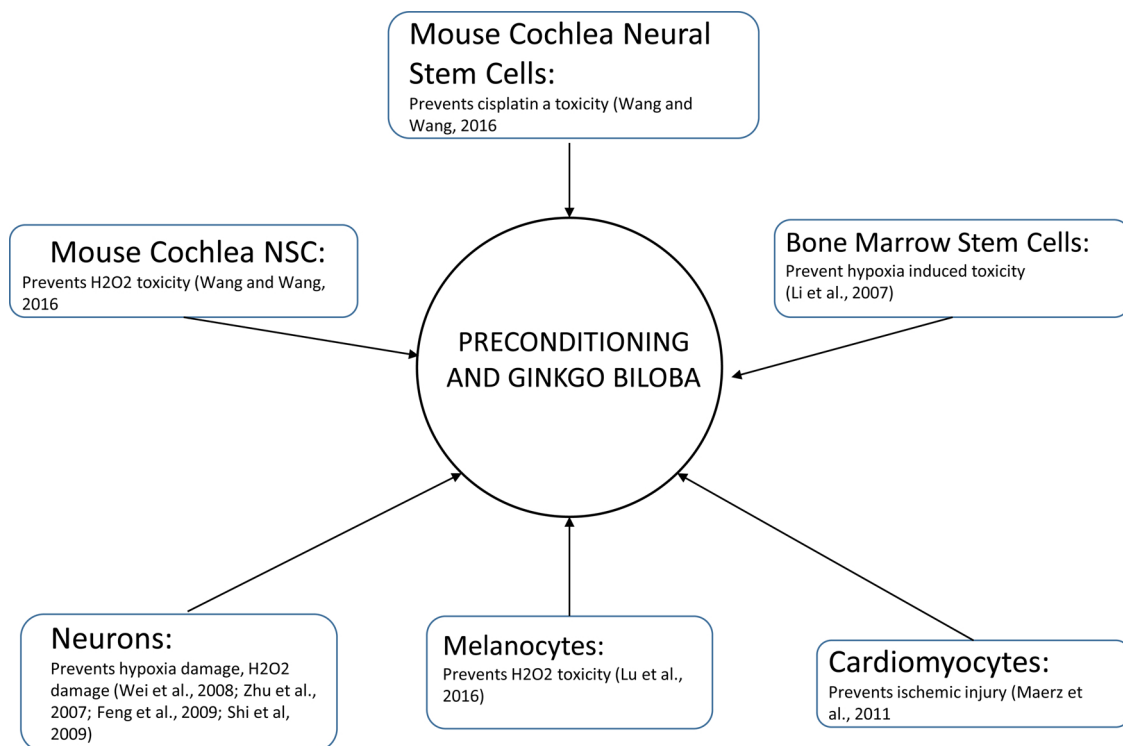 Mouse Cochlea Neural
Stem Cells:
Prevents cisplatin a toxicity (Wang and
Wang, 2016
Mouse Cochlea NSC:
Prevents H2O2 toxicity (Wang and Wang,
2016
Bone Marrow Stem Cells:
Prevent hypoxia induced toxicity
(Li et al., 2007)
PRECONDITIONING
AND GINKGO BILOBA
Neurons:
Prevents hypoxia damage, H2O2
damage (Wei et al., 2008; Zhu et al.,
2007; Feng et al., 2009; Shi et al,
2009)
Melanocytes:
Prevents H2O2 toxicity (Lu et al.,
2016)
Cardiomyocytes:
Prevents ischemic injury (Maerz et
al., 2011